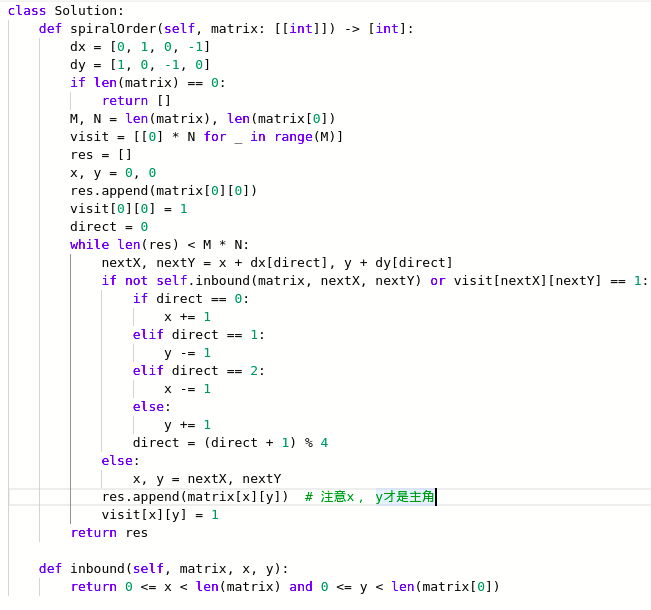 class Solution:
    def spiralOrder(self, matrix: [[int]]) -> [int]:
        dx = [0, 1, 0, -1]
        dy = [1, 0, -1, 0]
        if len(matrix) == 0:
            return []
        M, N = len(matrix), len(matrix[0])
        visit = [[0] * N for _ in range(M)]
        res = []
        x, y = 0, 0
        res.append(matrix[0][0])
        visit[0][0] = 1
        direct = 0
        while len(res) < M * N:
            nextX, nextY = x + dx[direct], y + dy[direct]
            if not self.inbound(matrix, nextX, nextY) or visit[nextX][nextY] == 1:
                if direct == 0:
                    x += 1
                elif direct == 1:
                    y -= 1
                elif direct == 2:
                    x -= 1
                else:
                    y += 1
                direct = (direct + 1) % 4
            else:
                x, y = nextX, nextY
            res.append(matrix[x][y])  # 注意x， y才是主角
            visit[x][y] = 1
        return res

    def inbound(self, matrix, x, y):
        return 0 <= x < len(matrix) and 0 <= y < len(matrix[0])